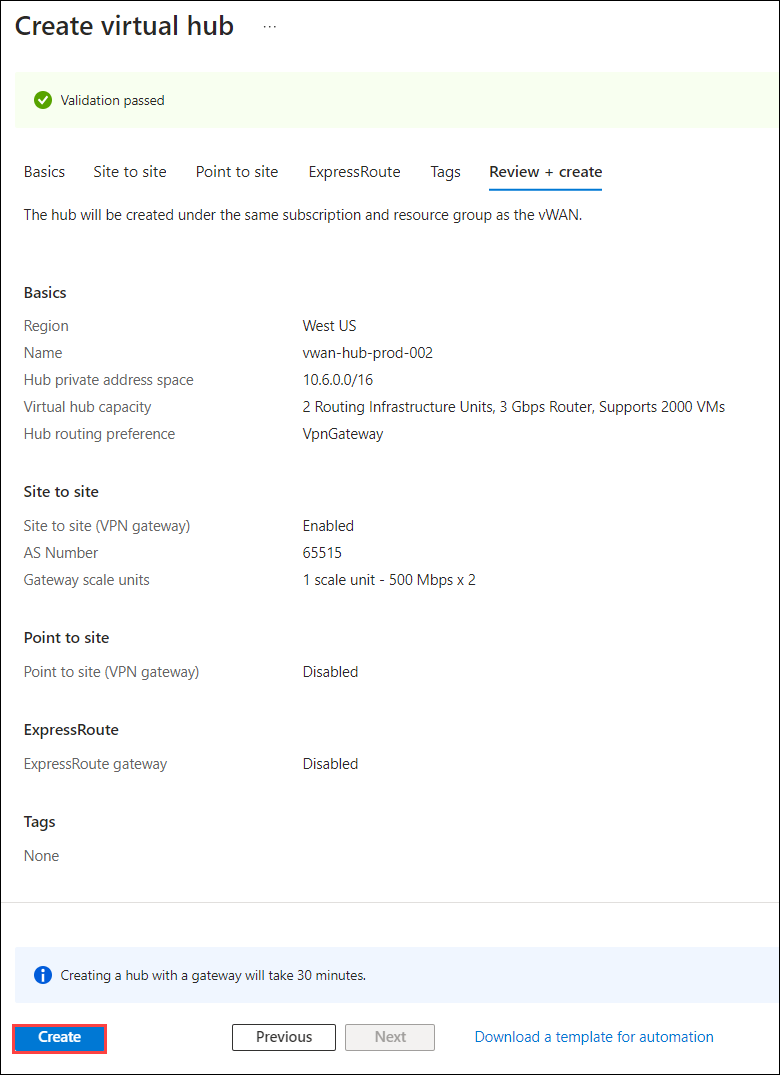 Create virtual hub ...
Validation passed
Basics Site to site Point to site ExpressRoute Tags Review + create
The hub will be created under the same subscription and resource group as the vWAN.
Basics
Region West US
Name vwan-hub-prod-002
Hub private address space 10.6.0.0/16
Virtual hub capacity 2 Routing Infrastructure Units, 3 Gbps Router, Supports 2000 VMs
Hub routing preference VpnGateway
Site to site
Site to site (VPN gateway) Enabled
AS Number 65515
Gateway scale units 1 scale unit - 500 Mbps x 2
Point to site
Point to site (VPN gateway) Disabled
ExpressRoute
ExpressRoute gateway Disabled
Tags
None
Creating a hub with a gateway will take 30 minutes.
Create Previous Next Download a template for automation